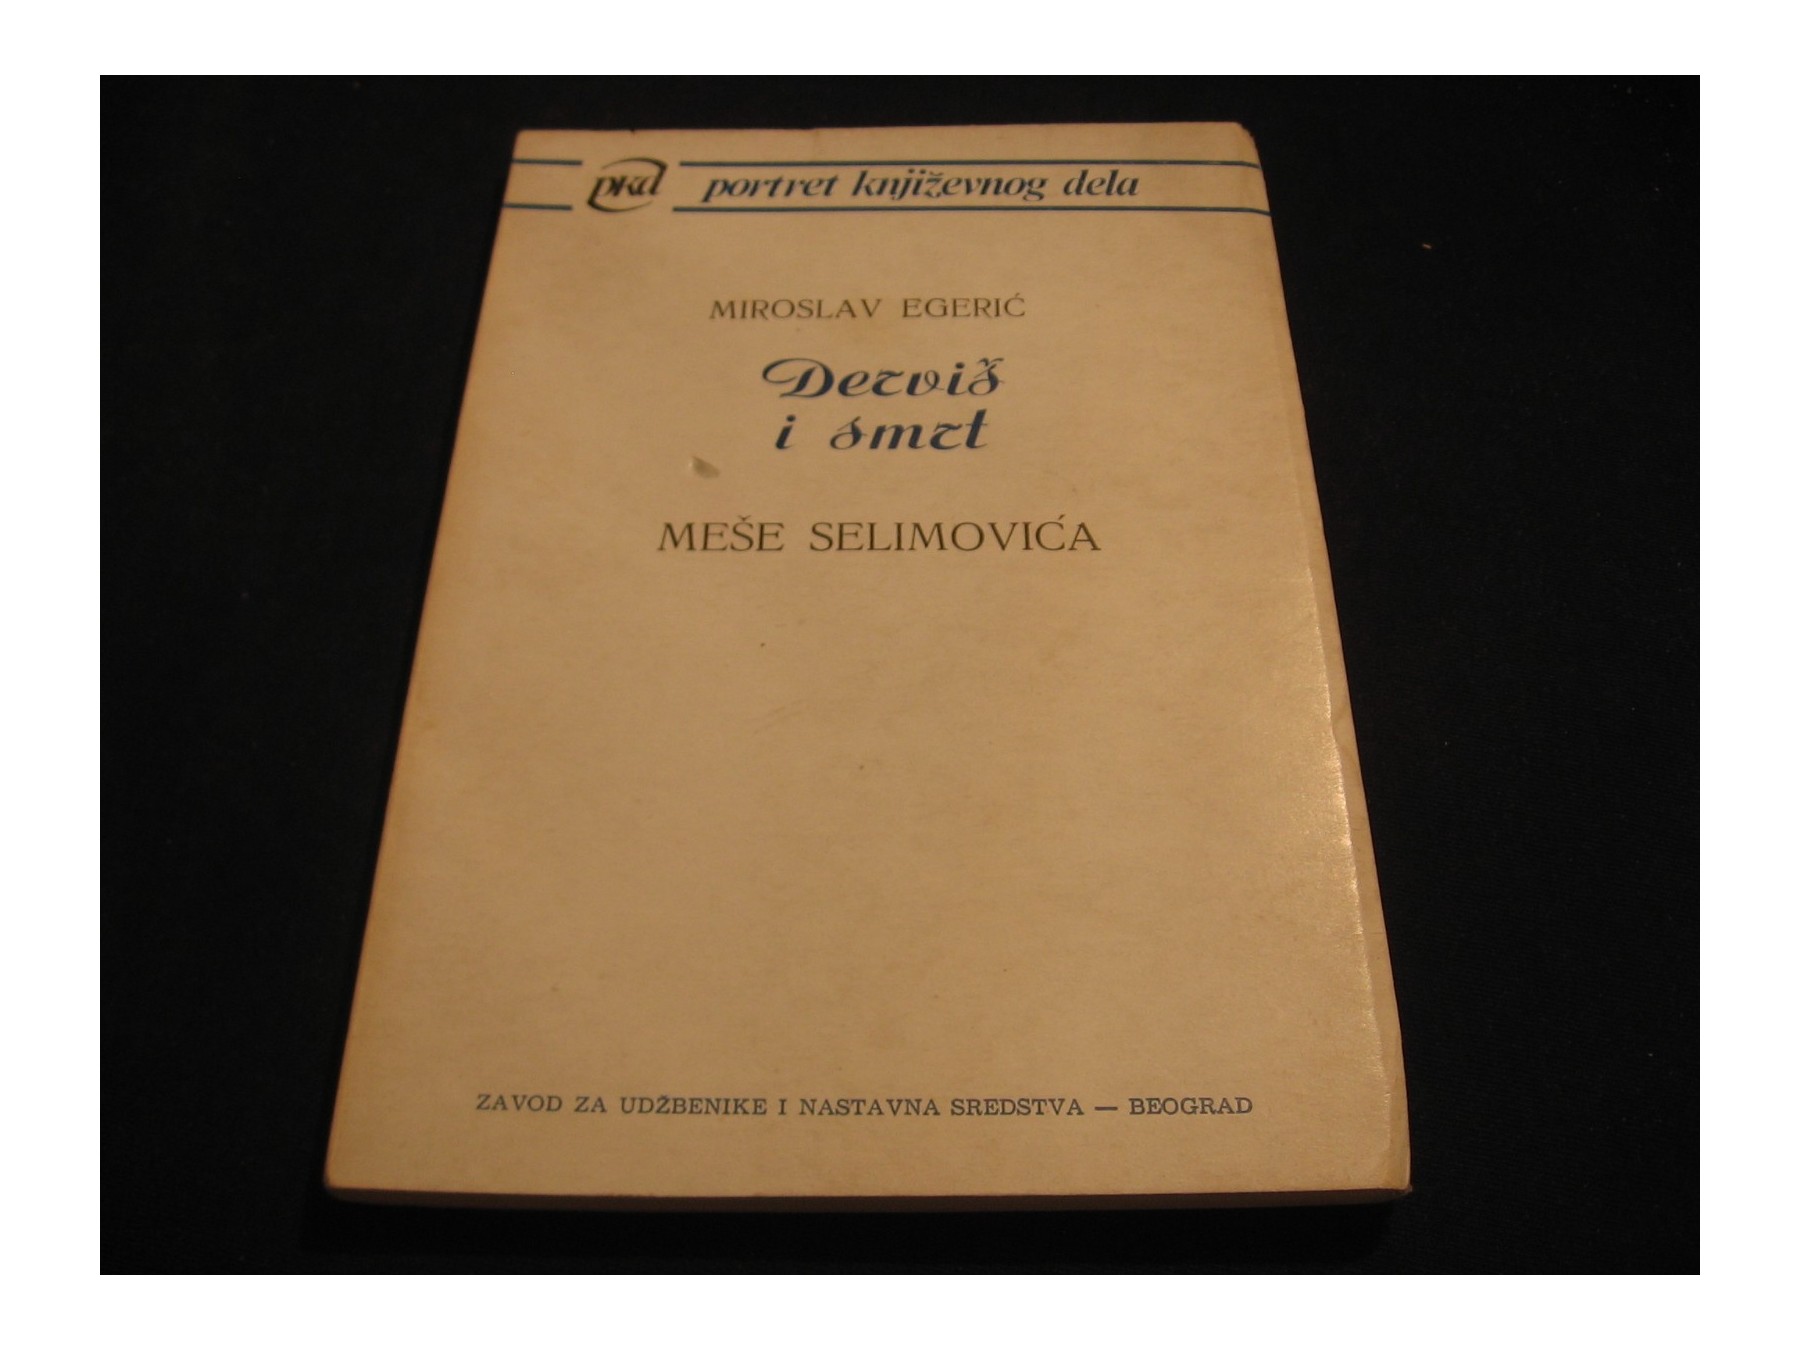 pkd portret književnog dela
MIROSLAV EGERIĆ
Derviš
i smrt
MEŠE SELIMOVIĆA
ZAVOD ZA UDŽBENIKE I NASTAVNA SREDSTVA — BEOGRAD